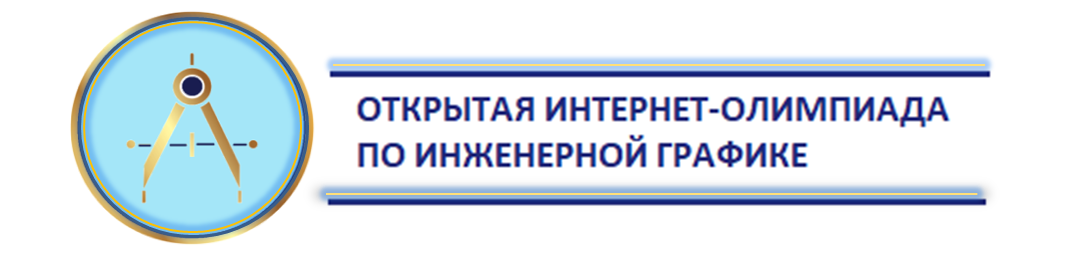 ОТКРЫТАЯ ИНТЕРНЕТ-ОЛИМПИАДА
ПО ИНЖЕНЕРНОЙ ГРАФИКЕ